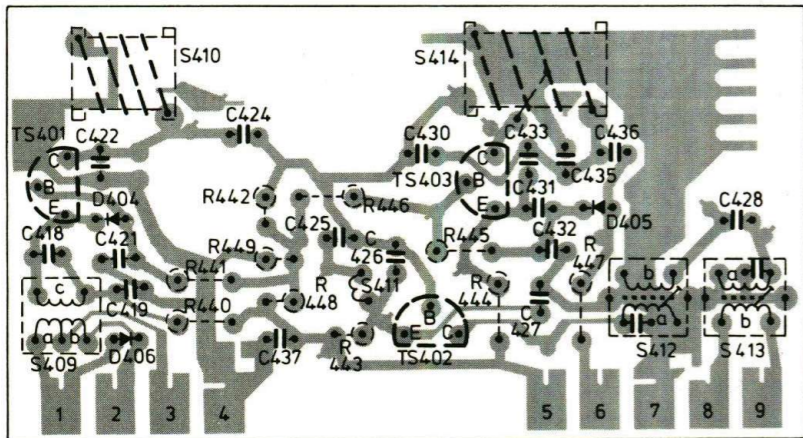 S410
S414
C424
TS401
C422
C430
C433
C436
C
C
TS403
C435
B
R442
B
C431
C428
E
R446
E
D404
C425
C432
D405
C418
C421
R449
C
426
R445
R
447
a
R441
R
448
S411
R
444
b
c
C419
R440
B
C
427
a
b
a
b
E
C
S409
D406
C437
R
443
TS402
S412
S413
1
2
3
4
5
6
7
8
9